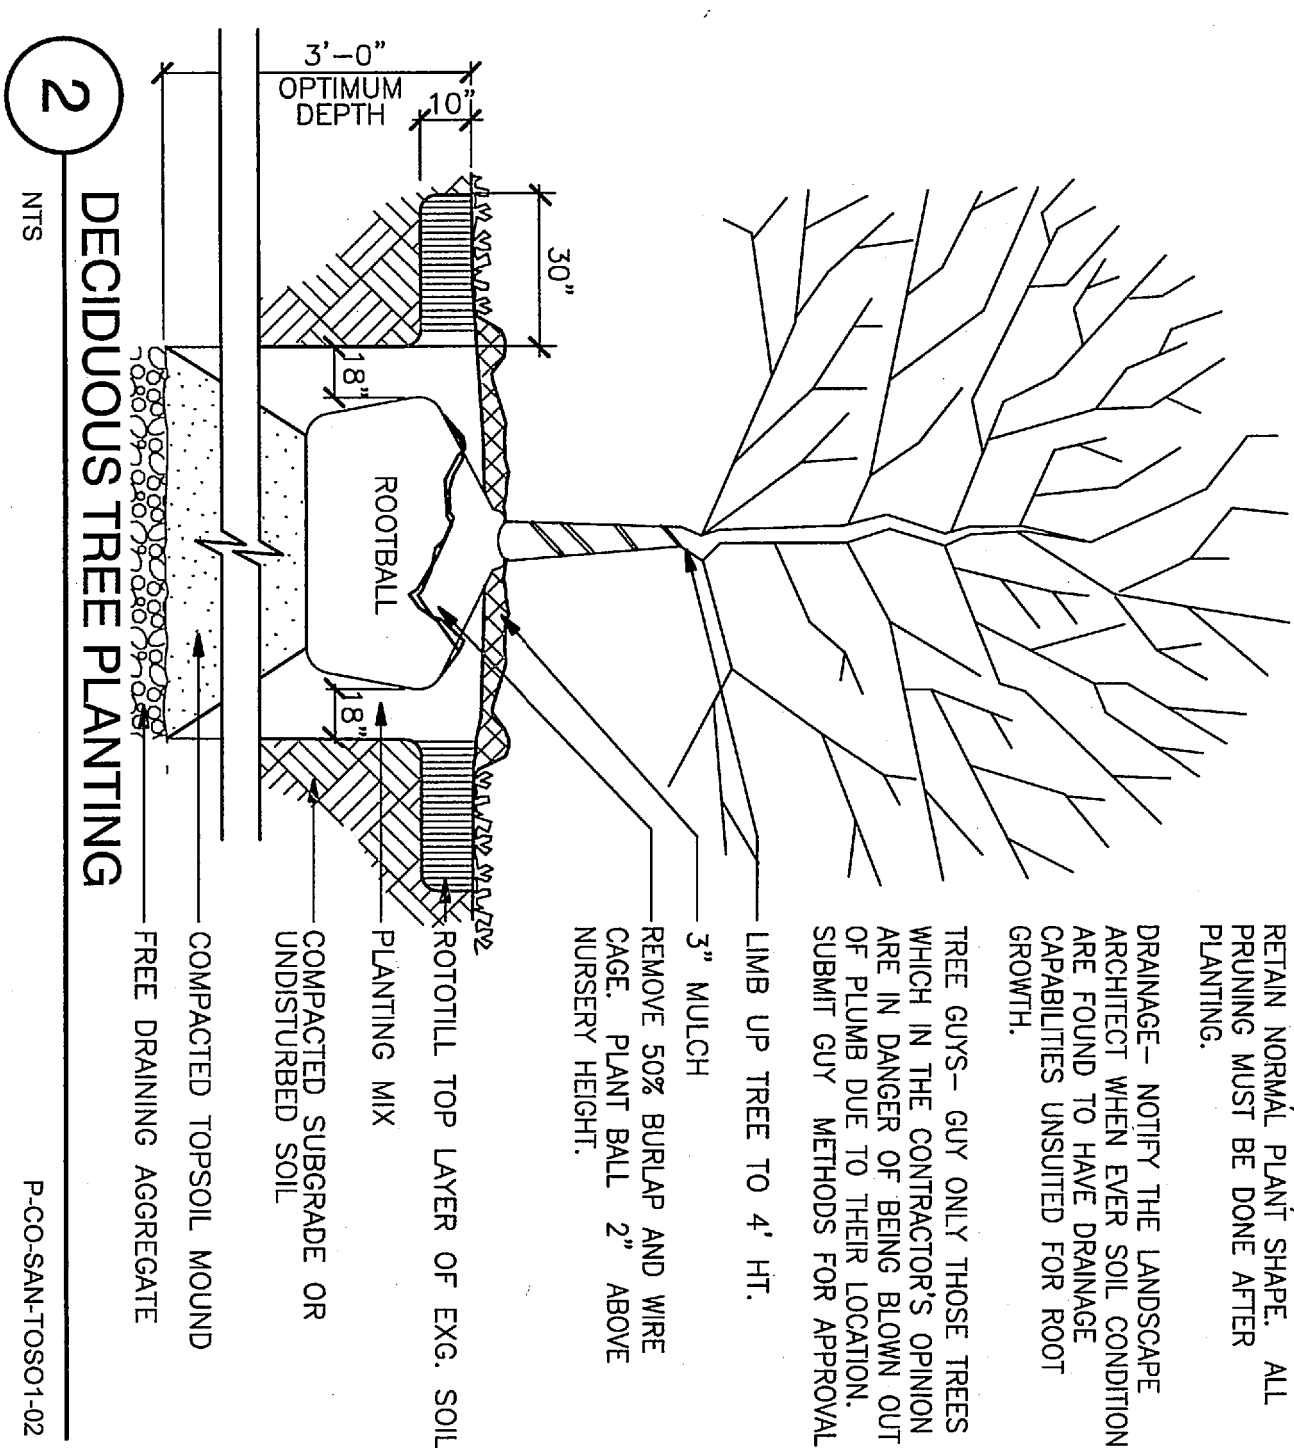 RETAIN NORMAL PLANT SHAPE. ALL
PRUNING MUST BE DONE AFTER
PLANTING.
DRAINAGE- NOTIFY THE LANDSCAPE
ARCHITECT WHEN EVER SOIL CONDITION
ARE FOUND TO HAVE DRAINAGE
CAPABILITIES UNSUITED FOR ROOT
GROWTH.
TREE GUYS- GUY ONLY THOSE TREES
WHICH IN THE CONTRACTOR'S OPINION
ARE IN DANGER OF BEING BLOWN OUT
OF PLUMB DUE TO THEIR LOCATION.
SUBMIT GUY METHODS FOR APPROVAL
LIMB UP TREE TO 4' HT.
3" MULCH
REMOVE 50% BURLAP AND WIRE
CAGE. PLANT BALL 2" ABOVE
NURSERY HEIGHT.
ROTOTILL TOP LAYER OF EXG. SOIL
PLANTING MIX
COMPACTED SUBGRADE OR
UNDISTURBED SOIL
COMPACTED TOPSOIL MOUND
FREE DRAINING AGGREGATE
30"
10"
3'-0"
OPTIMUM
DEPTH
18"
ROOTBALL
18"
2
DECIDUOUS TREE PLANTING
NTS
P-CO-SAN-TOSO1-02